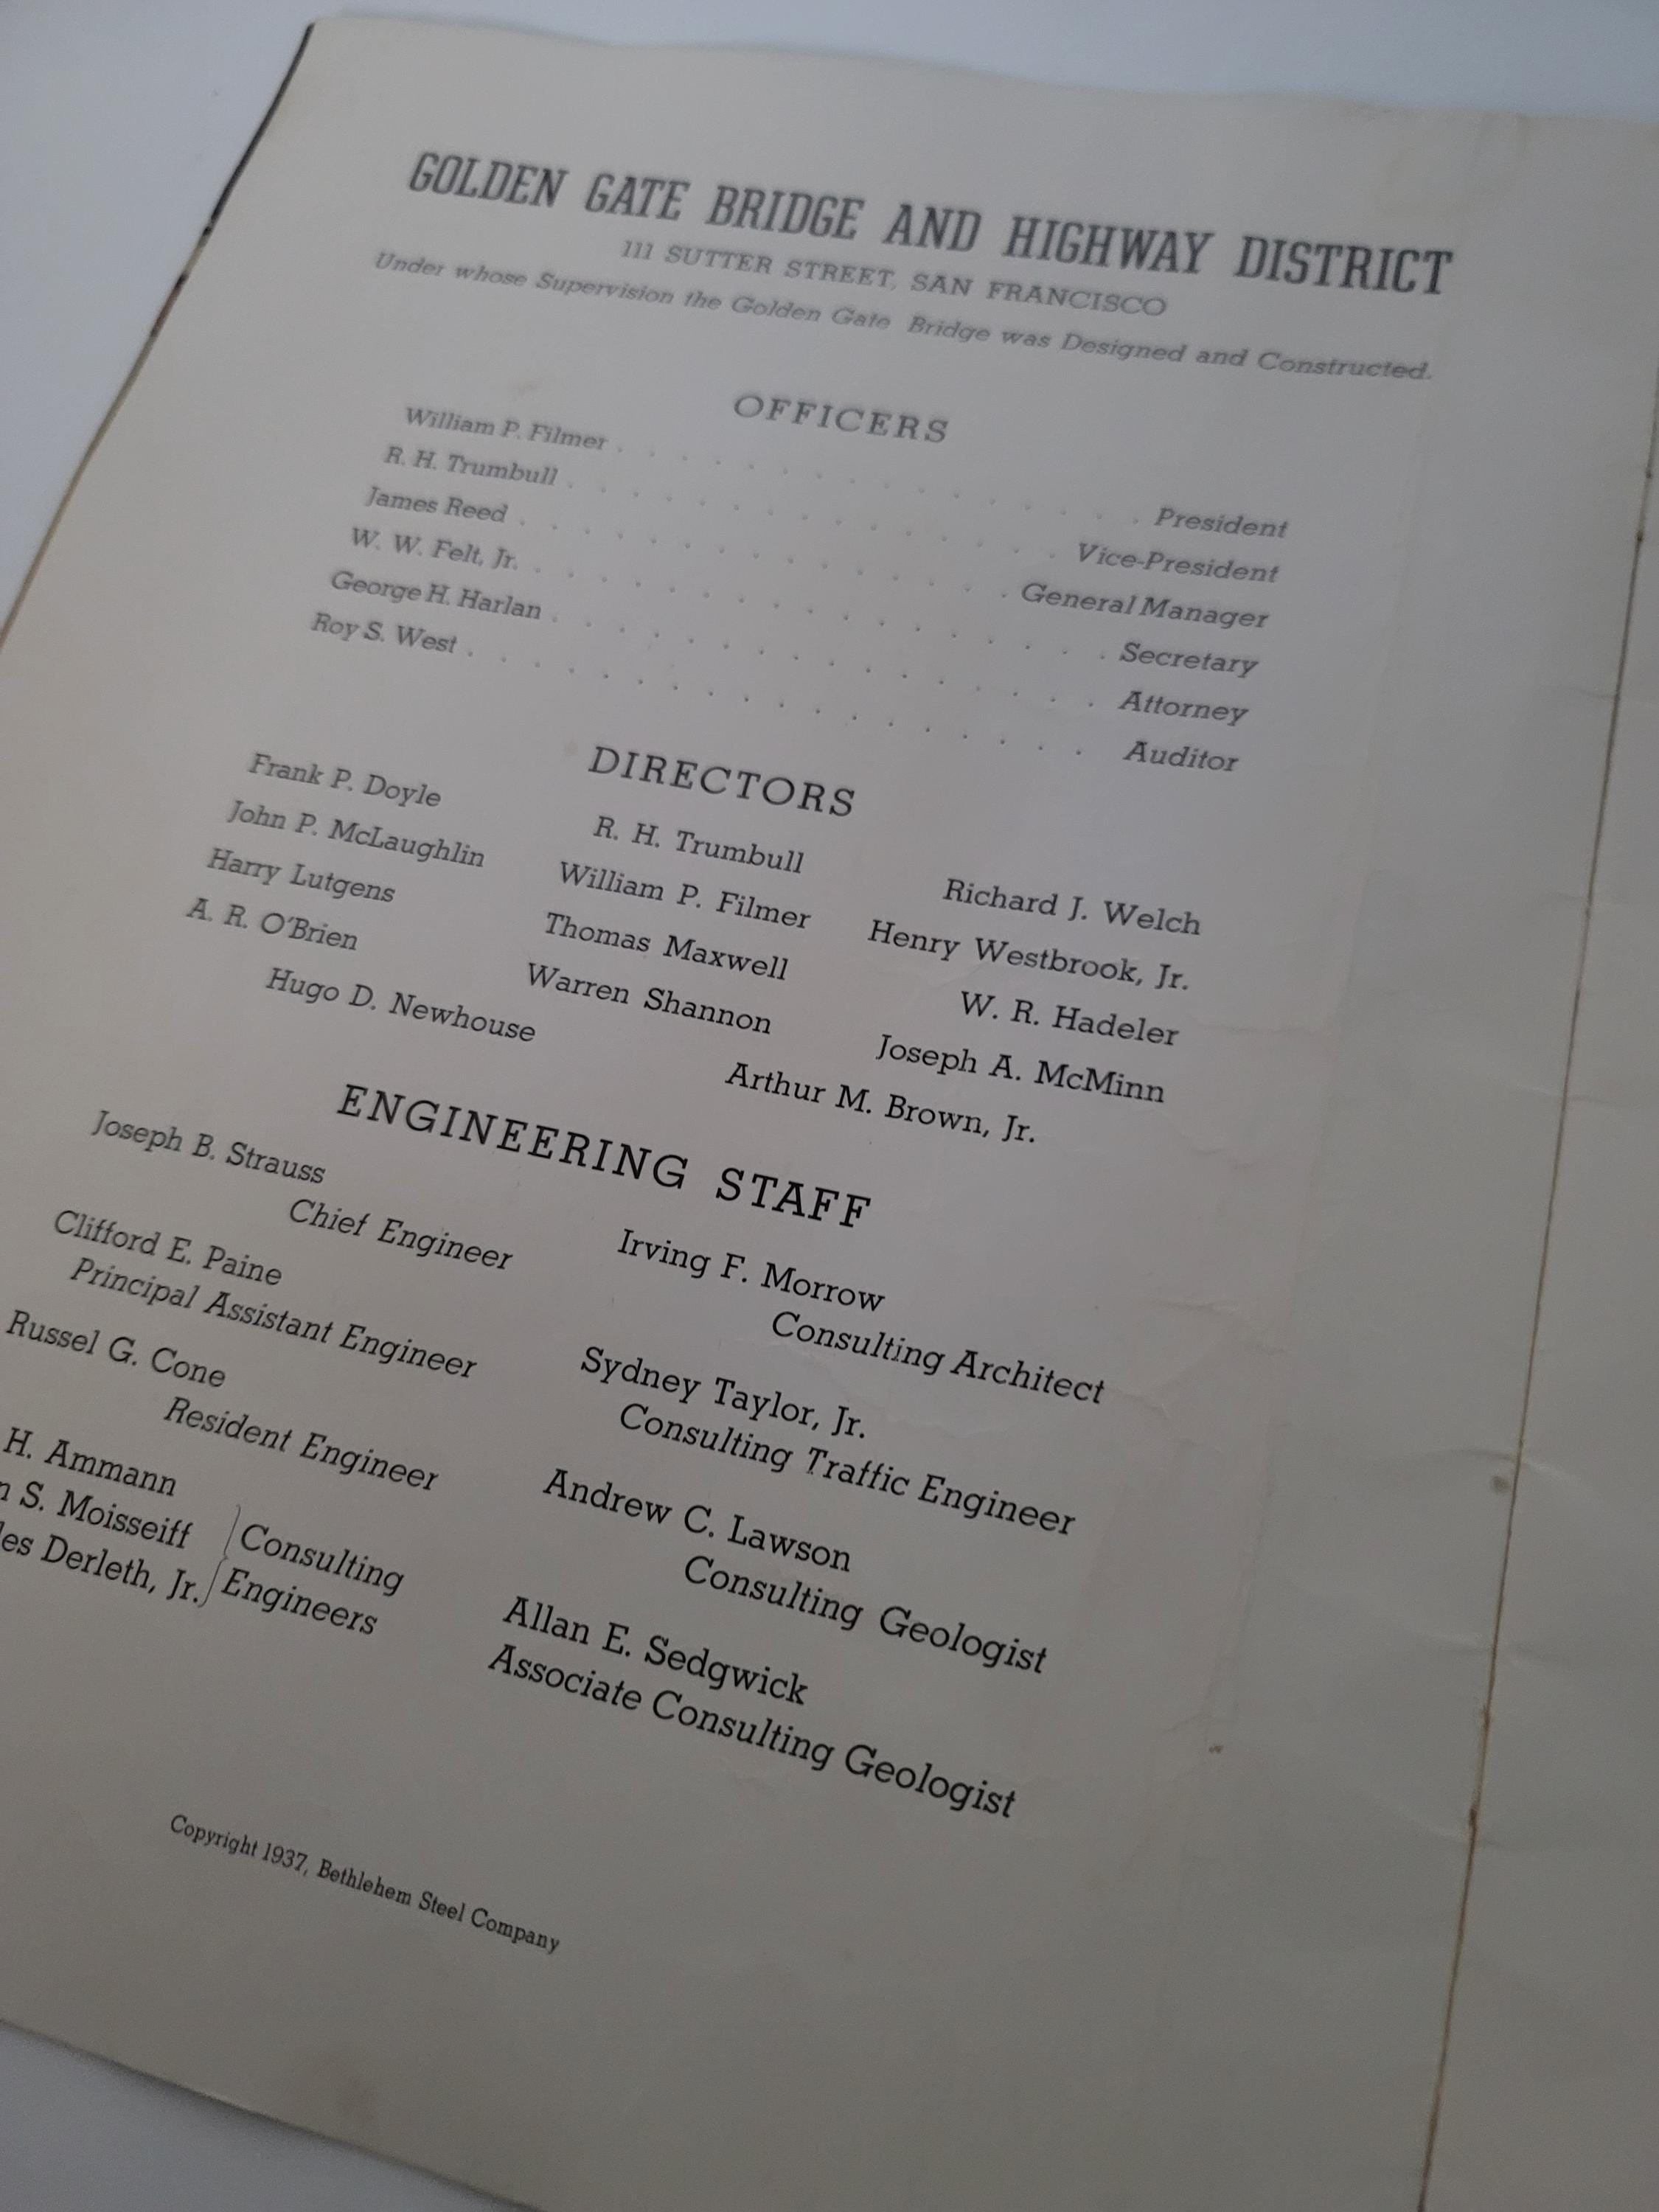 GOLDEN GATE BRIDGE AND HIGHWAY DISTRICT
111 SUTTER STREET, SAN FRANCISCO
Under whose Supervision the Golden Gate Bridge was Designed and Constructed.
OFFICERS
William P. Filmer . . . . . . . . . . . . . . . President
R. H. Trumbull . . . . . . . . . . . . . . . Vice-President
James Reed . . . . . . . . . . . . . . . General Manager
W. W. Felt, Jr. . . . . . . . . . . . . . . . . . Secretary
George H. Harlan . . . . . . . . . . . . . . . . Attorney
Roy S. West . . . . . . . . . . . . . . . . . . Auditor
DIRECTORS
Frank P. Doyle R. H. Trumbull Richard J. Welch
John P. McLaughlin William P. Filmer Henry Westbrook, Jr.
Harry Lutgens Thomas Maxwell W. R. Hadeler
A. R. O'Brien Warren Shannon Joseph A. McMinn
Hugo D. Newhouse Arthur M. Brown, Jr.
ENGINEERING STAFF
Joseph B. Strauss
Chief Engineer
Clifford E. Paine
Principal Assistant Engineer
Russel G. Cone
Resident Engineer
H. Ammann
n S. Moisseiff
les Derleth, Jr.
Consulting
Engineers
Irving F. Morrow
Consulting Architect
Sydney Taylor, Jr.
Consulting Traffic Engineer
Andrew C. Lawson
Consulting Geologist
Allan E. Sedgwick
Associate Consulting Geologist
Copyright 1937, Bethlehem Steel Company